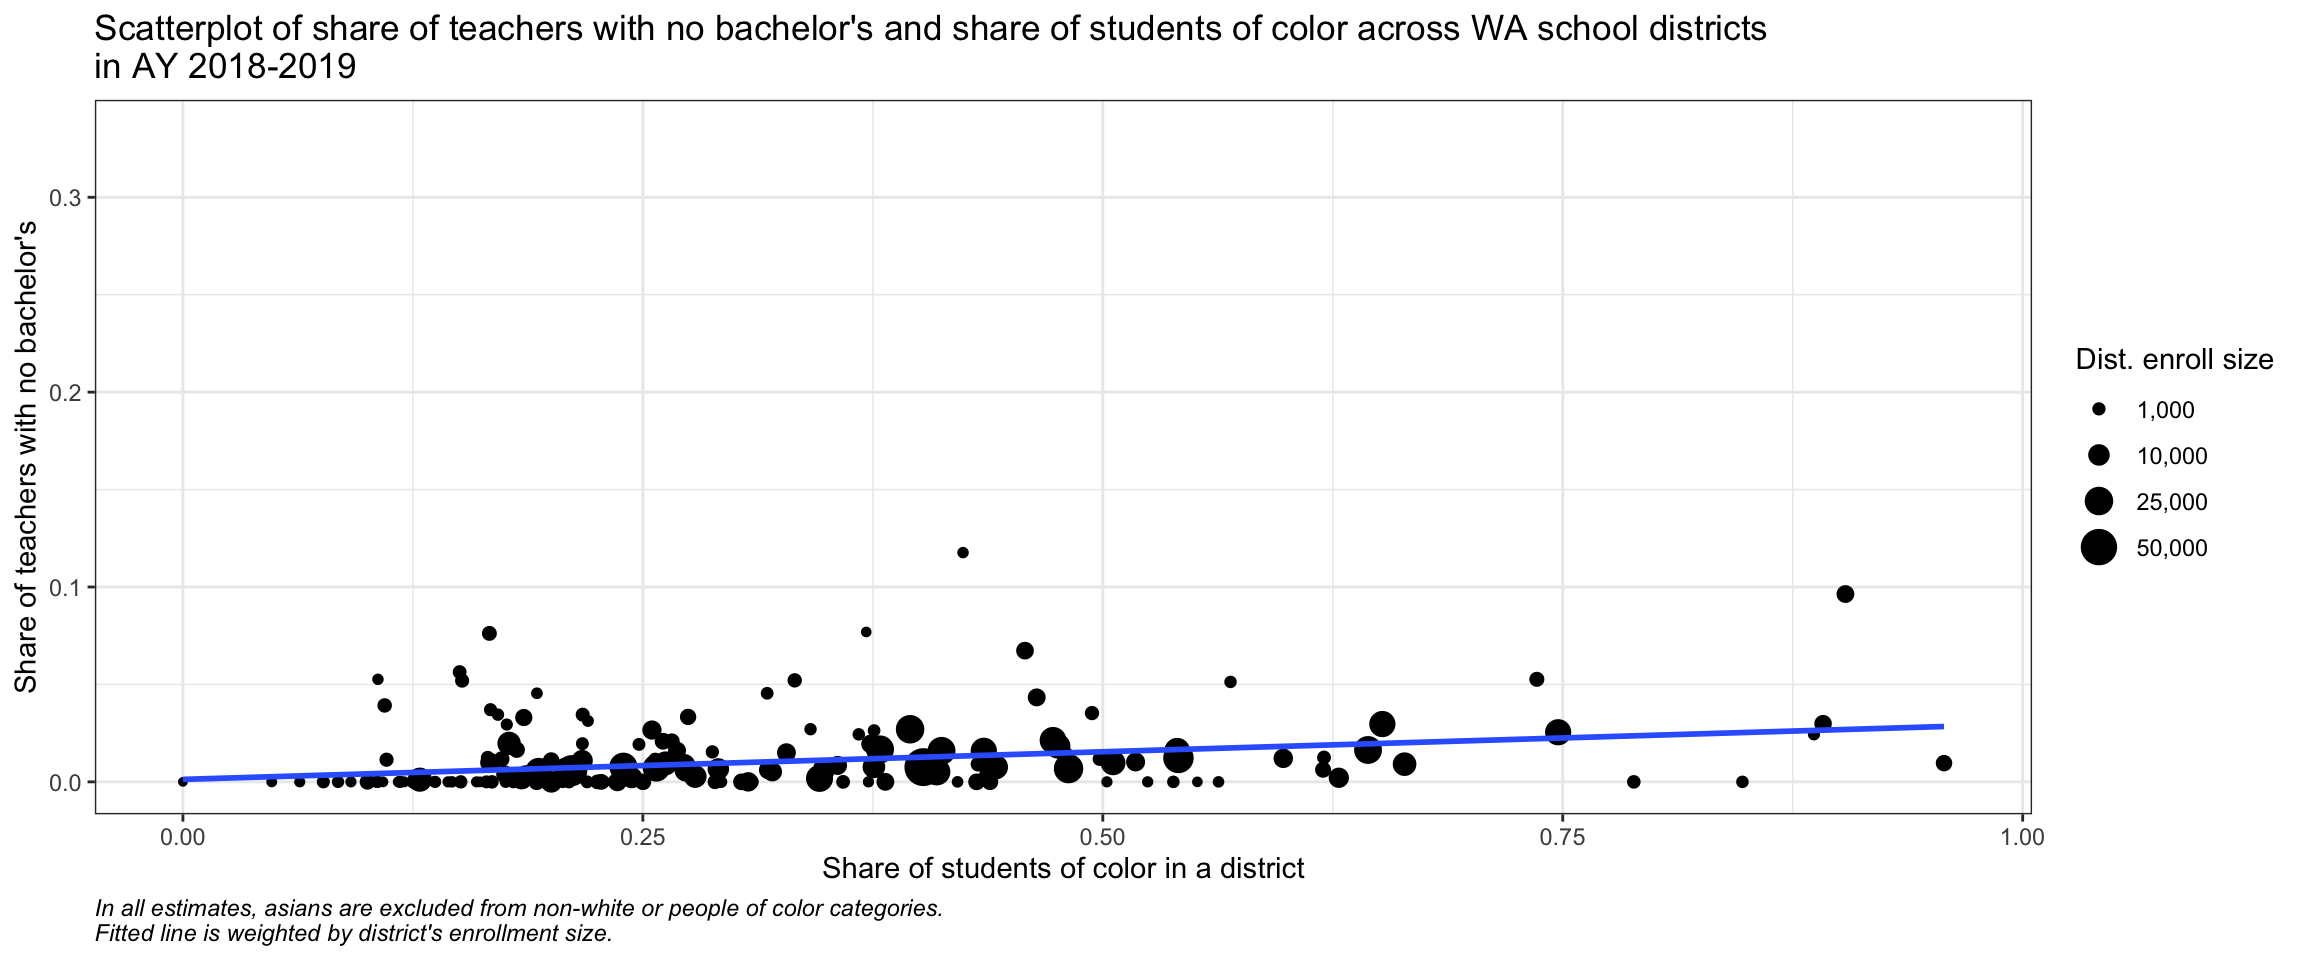 Scatterplot of share of teachers with no bachelor's and share of students of color across WA school districts
in AY 2018-2019
Share of teachers with no bachelor's
0.3
0.2
0.1
0.0
0.00
0.25
0.50
0.75
1.00
Share of students of color in a district
Dist. enroll size
1,000
10,000
25,000
50,000
In all estimates, asians are excluded from non-white or people of color categories.
Fitted line is weighted by district's enrollment size.